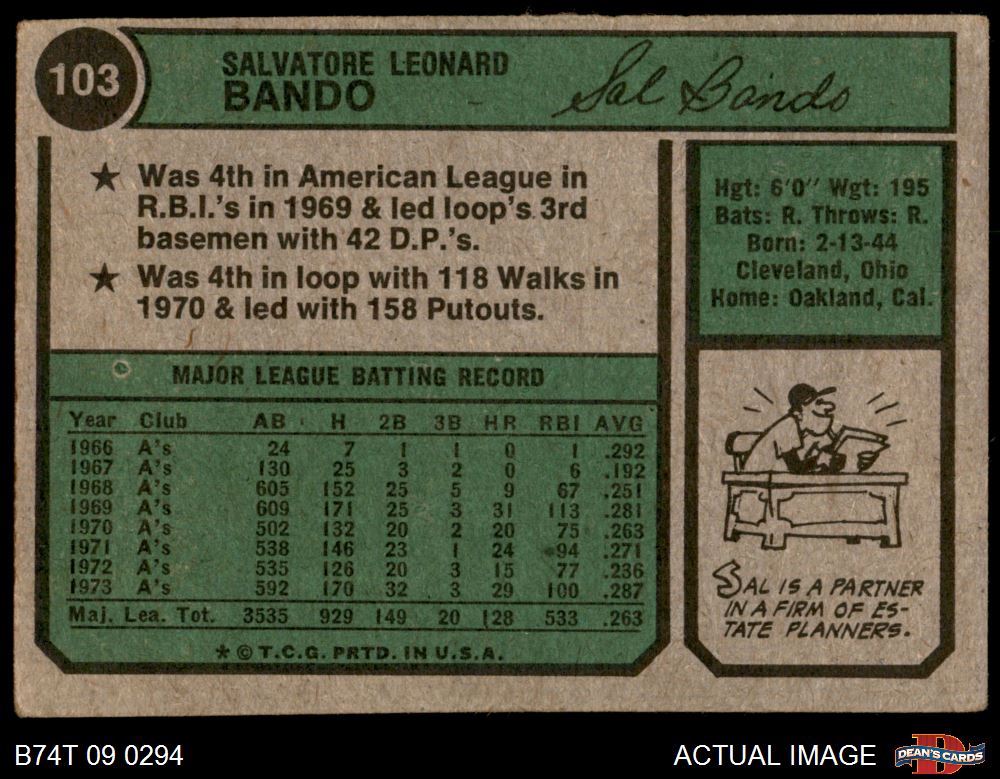 103
SALVATORE LEONARD
BANDO
Sal Bando
★ Was 4th in American League in
R.B.I.'s in 1969 & led loop's 3rd
basemen with 42 D.P.'s.
★ Was 4th in loop with 118 Walks in
1970 & led with 158 Putouts.
Hgt: 6'0" Wgt: 195
Bats: R. Throws: R.
Born: 2-13-44
Cleveland, Ohio
Home: Oakland, Cal.
MAJOR LEAGUE BATTING RECORD
Year Club AB H 2B 3B HR RBI AVG
1966 A's 24 7 1 1 0 1 .292
1967 A's 130 25 3 2 0 6 .192
1968 A's 605 152 25 5 9 67 .251
1969 A's 609 171 25 3 31 113 .281
1970 A's 502 132 20 2 20 75 .263
1971 A's 538 146 23 1 24 94 .271
1972 A's 535 126 20 3 15 77 .236
1973 A's 592 170 32 3 29 100 .287
Maj. Lea. Tot. 3535 929 149 20 128 533 .263
★ © T.C.G. PRTD. IN U.S.A.
SAL IS A PARTNER
IN A FIRM OF ES-
TATE PLANNERS.
B74T 09 0294
ACTUAL IMAGE
D
DEAN'S CARDS